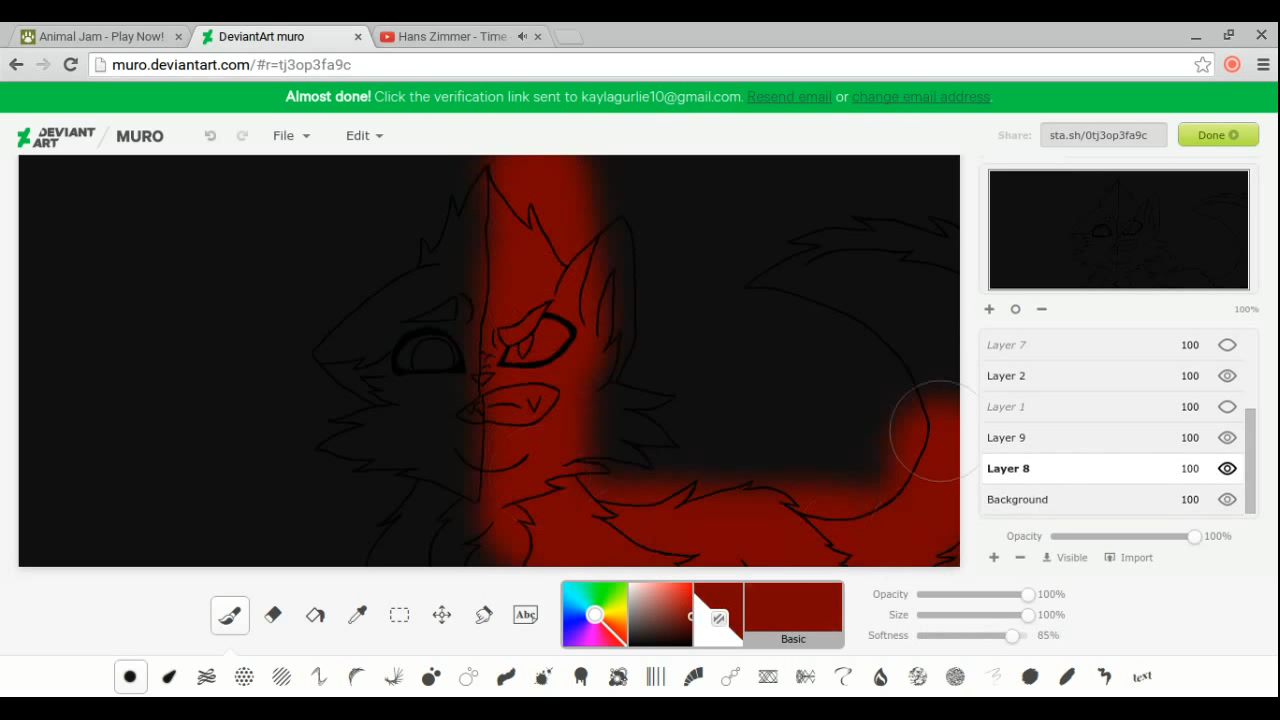 Animal Jam - Play Now!
DeviantArt muro
Hans Zimmer - Time
muro.deviantart.com/#r=tj3op3fa9c
Almost done! Click the verification link sent to kaylagurlie10@gmail.com. Resend email or change email address.
DEVIANT ART / MURO
File
Edit
Share:
sta.sh/0tj3op3fa9c
Done
100%
Layer 7 100
Layer 2 100
Layer 1 100
Layer 9 100
Layer 8 100
Background 100
Opacity 100%
Visible
Import
Abc
Basic
Opacity 100%
Size 100%
Softness 85%
text